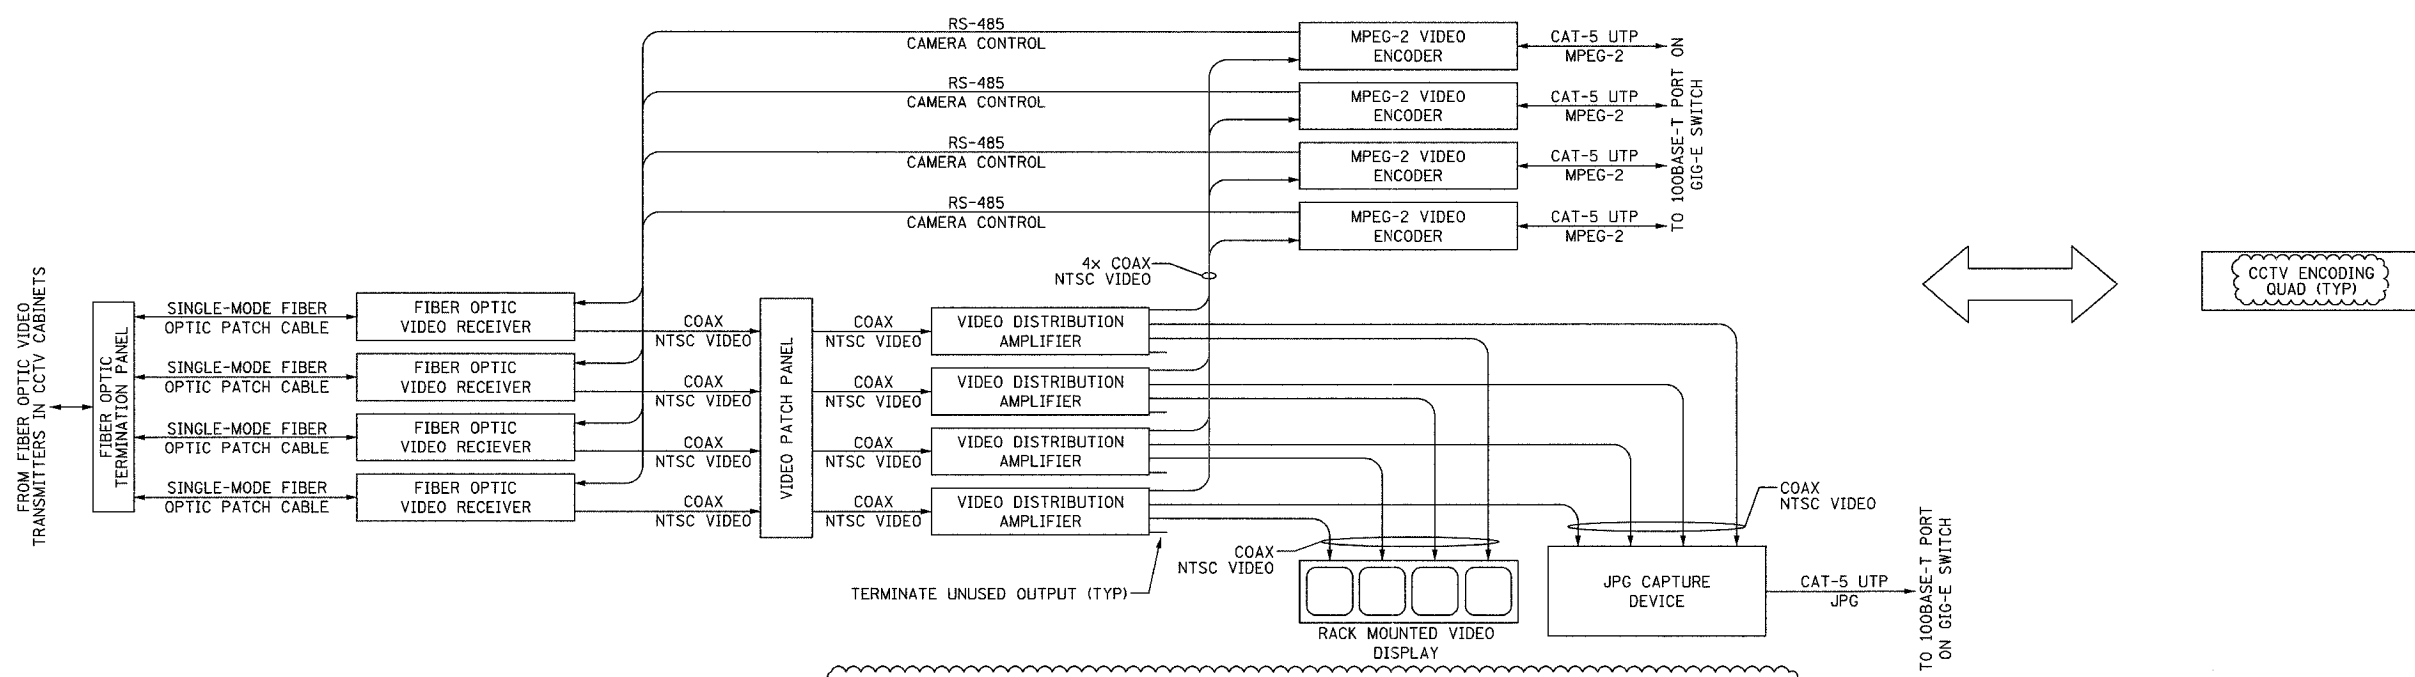 RS-485
CAMERA CONTROL
MPEG-2 VIDEO
ENCODER
CAT-5 UTP
MPEG-2
RS-485
CAMERA CONTROL
MPEG-2 VIDEO
ENCODER
CAT-5 UTP
MPEG-2
RS-485
CAMERA CONTROL
MPEG-2 VIDEO
ENCODER
CAT-5 UTP
MPEG-2
RS-485
CAMERA CONTROL
MPEG-2 VIDEO
ENCODER
CAT-5 UTP
MPEG-2
TO 100BASE-T PORT ON
GIG-E SWITCH
4x COAX
NTSC VIDEO
CCTV ENCODING
QUAD (TYP)
FROM FIBER OPTIC VIDEO
TRANSMITTERS IN CCTV CABINETS
FIBER OPTIC
TERMINATION PANEL
SINGLE-MODE FIBER
OPTIC PATCH CABLE
FIBER OPTIC
VIDEO RECEIVER
COAX
NTSC VIDEO
VIDEO PATCH PANEL
COAX
NTSC VIDEO
VIDEO DISTRIBUTION
AMPLIFIER
SINGLE-MODE FIBER
OPTIC PATCH CABLE
FIBER OPTIC
VIDEO RECEIVER
COAX
NTSC VIDEO
COAX
NTSC VIDEO
VIDEO DISTRIBUTION
AMPLIFIER
SINGLE-MODE FIBER
OPTIC PATCH CABLE
FIBER OPTIC
VIDEO RECIEVER
COAX
NTSC VIDEO
COAX
NTSC VIDEO
VIDEO DISTRIBUTION
AMPLIFIER
SINGLE-MODE FIBER
OPTIC PATCH CABLE
FIBER OPTIC
VIDEO RECEIVER
COAX
NTSC VIDEO
COAX
NTSC VIDEO
VIDEO DISTRIBUTION
AMPLIFIER
COAX
NTSC VIDEO
COAX
NTSC VIDEO
TERMINATE UNUSED OUTPUT (TYP)
RACK MOUNTED VIDEO
DISPLAY
JPG CAPTURE
DEVICE
CAT-5 UTP
JPG
TO 100BASE-T PORT
ON GIG-E SWITCH